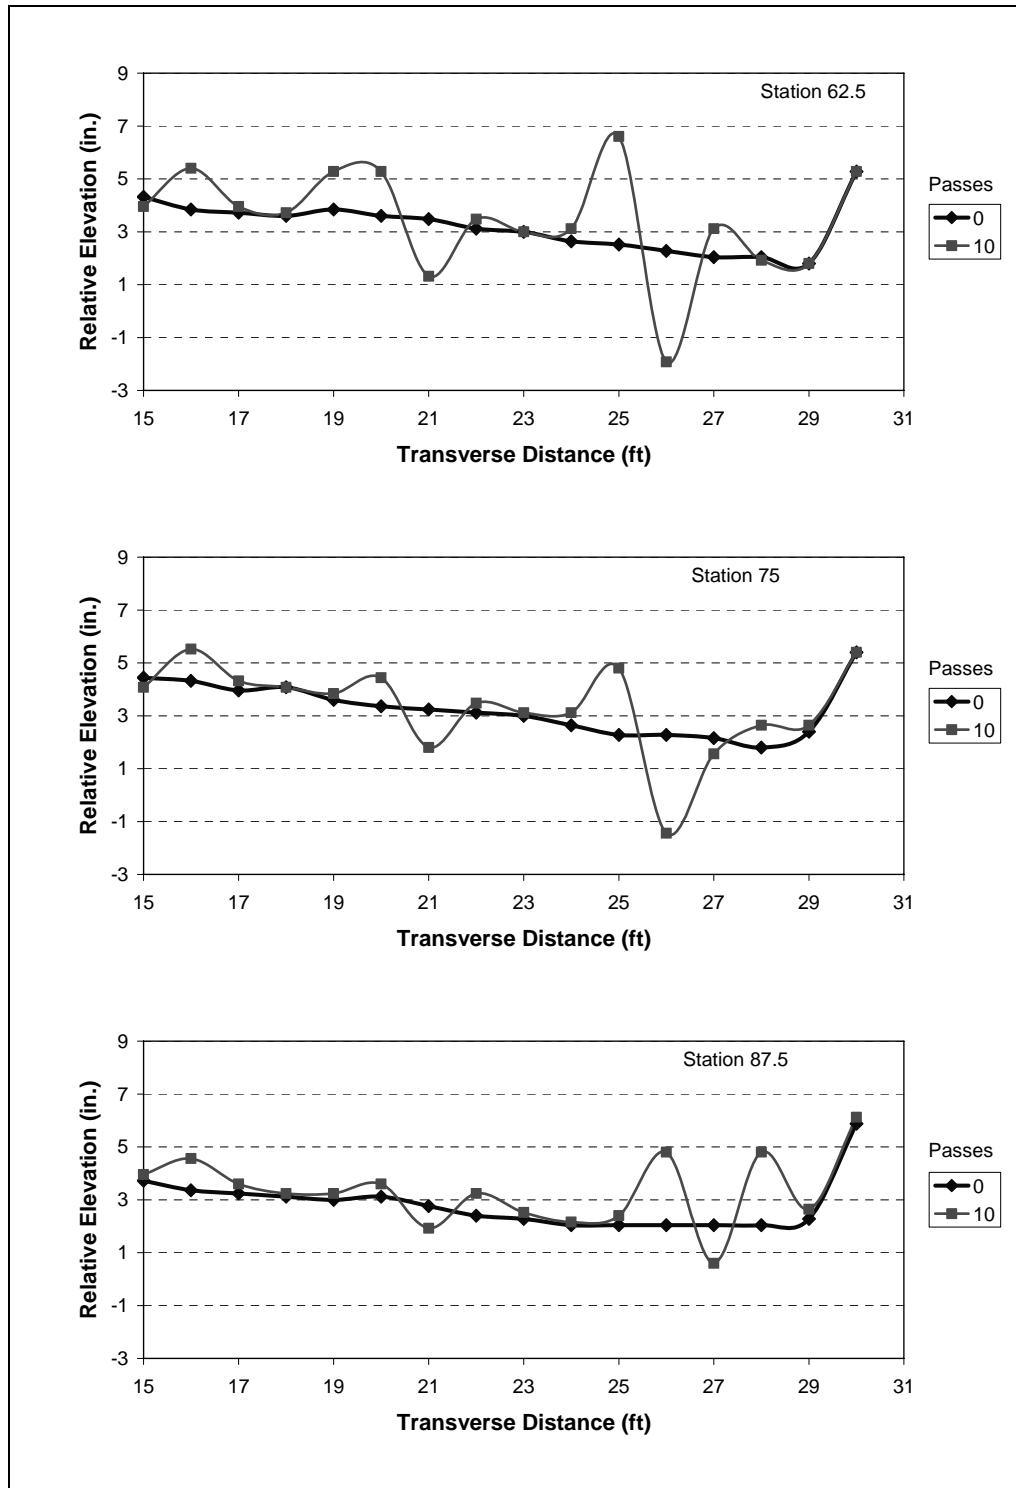 Station 62.5
Relative Elevation (in.)
9
7
5
3
1
-1
-3
15 17 19 21 23 25 27 29 31
Transverse Distance (ft)
Passes
0
10
Station 75
Relative Elevation (in.)
9
7
5
3
1
-1
-3
15 17 19 21 23 25 27 29 31
Transverse Distance (ft)
Passes
0
10
Station 87.5
Relative Elevation (in.)
9
7
5
3
1
-1
-3
15 17 19 21 23 25 27 29 31
Transverse Distance (ft)
Passes
0
10